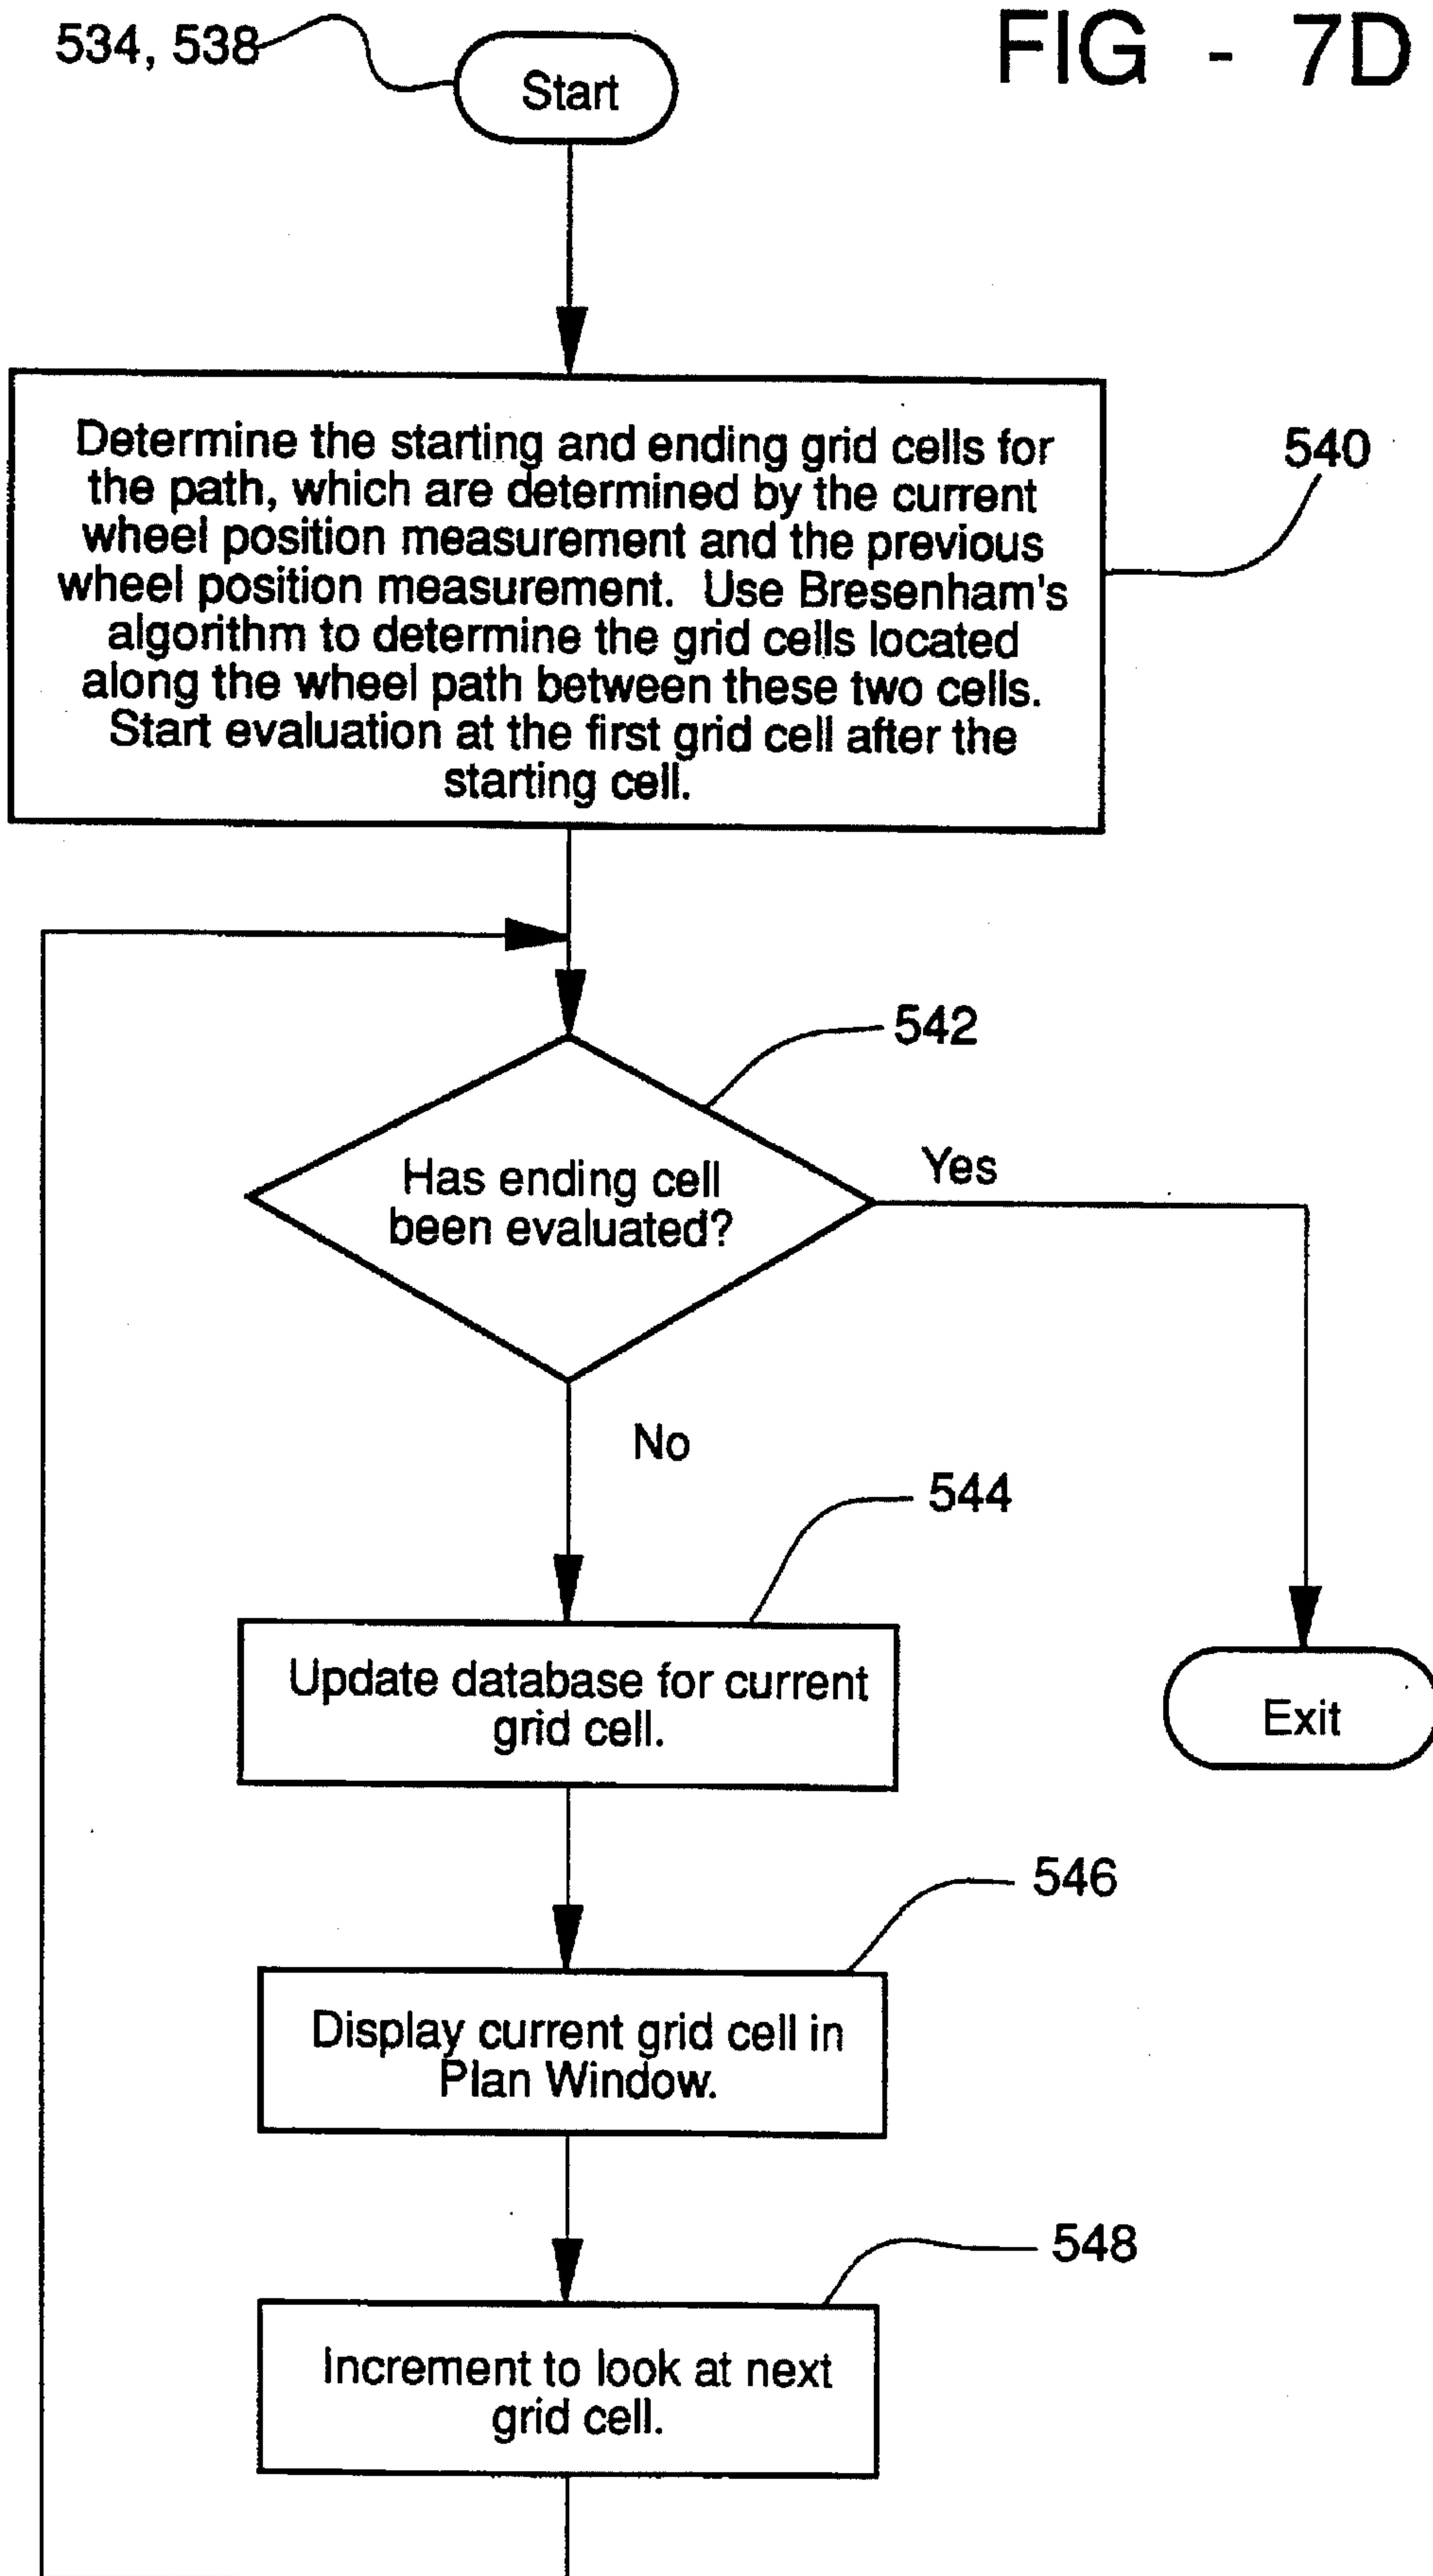 534, 538
Start
FIG - 7D
Determine the starting and ending grid cells for
the path, which are determined by the current
wheel position measurement and the previous
wheel position measurement. Use Bresenham's
algorithm to determine the grid cells located
along the wheel path between these two cells.
Start evaluation at the first grid cell after the
starting cell.
540
542
Has ending cell
been evaluated?
Yes
No
544
Update database for current
grid cell.
Exit
546
Display current grid cell in
Plan Window.
548
Increment to look at next
grid cell.